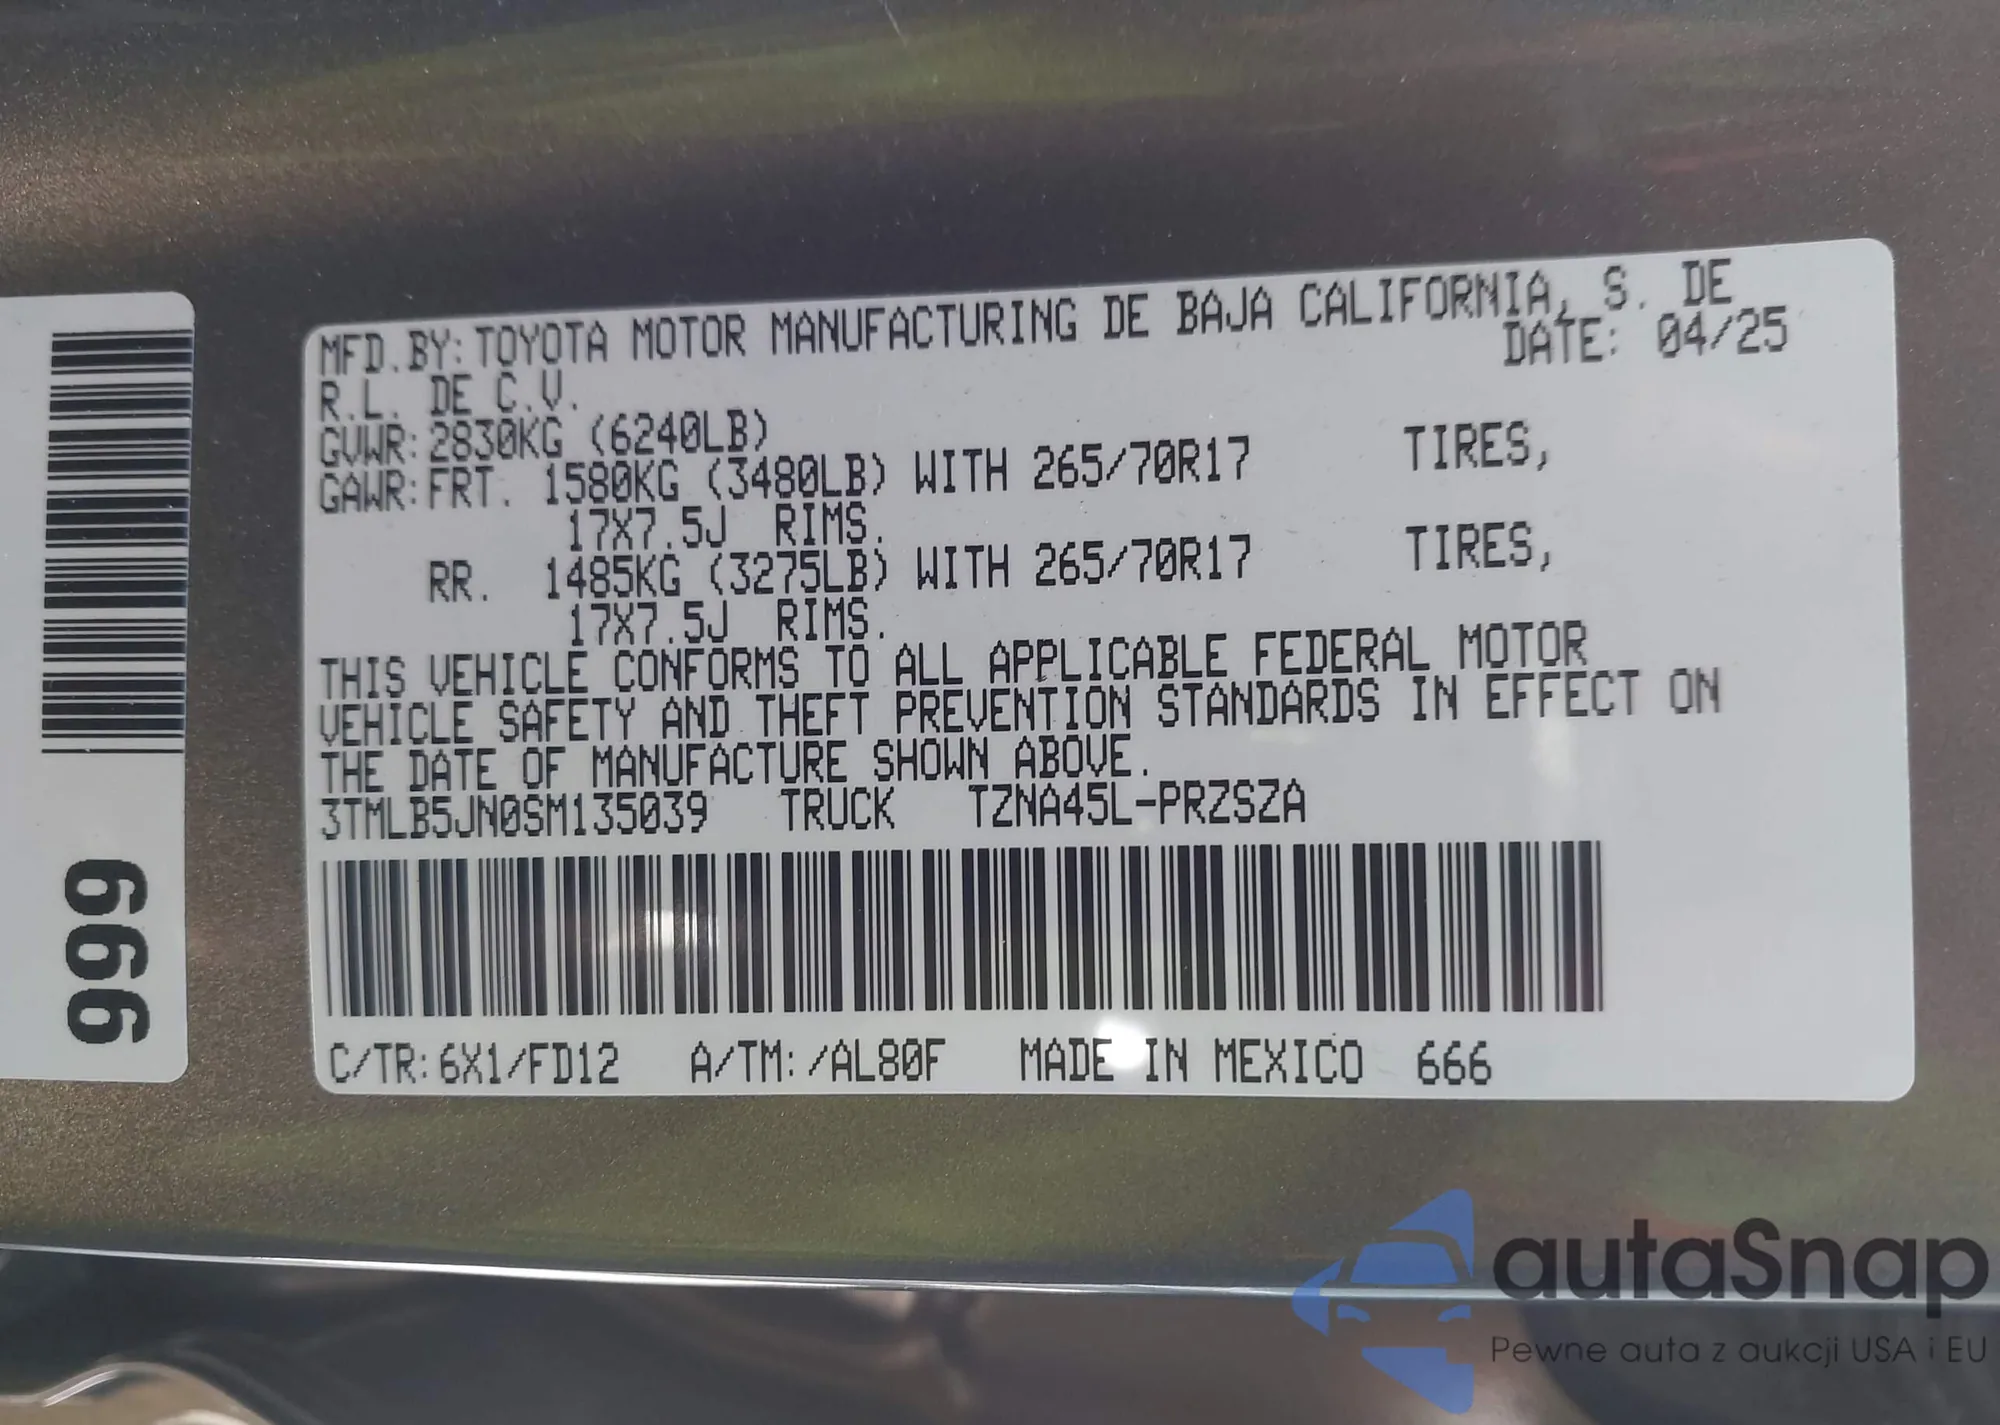 MFD.BY:TOYOTA MOTOR MANUFACTURING DE BAJA CALIFORNIA, S. DE
R.L. DE C.V. DATE: 04/25
GVWR:2830KG (6240LB)
GAWR:FRT. 1580KG (3480LB) WITH 265/70R17 TIRES,
17X7.5J RIMS.
RR. 1485KG (3275LB) WITH 265/70R17 TIRES,
17X7.5J RIMS.
THIS VEHICLE CONFORMS TO ALL APPLICABLE FEDERAL MOTOR
VEHICLE SAFETY AND THEFT PREVENTION STANDARDS IN EFFECT ON
THE DATE OF MANUFACTURE SHOWN ABOVE.
3TMLB5JN0SM135039 TRUCK TZNA45L-PRZSZA
C/TR:6X1/FD12 A/TM:/AL80F MADE IN MEXICO 666
666
autaSnap
Pewne auta z aukcji USA i EU